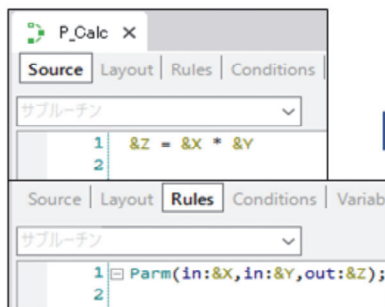 P_Calc ×
Source | Layout | Rules | Conditions |
サブルーチン
1 &Z = &X * &Y
2
Source | Layout | Rules | Conditions | Variab
サブルーチン
1 Parm(in:&X,in:&Y,out:&Z);
2